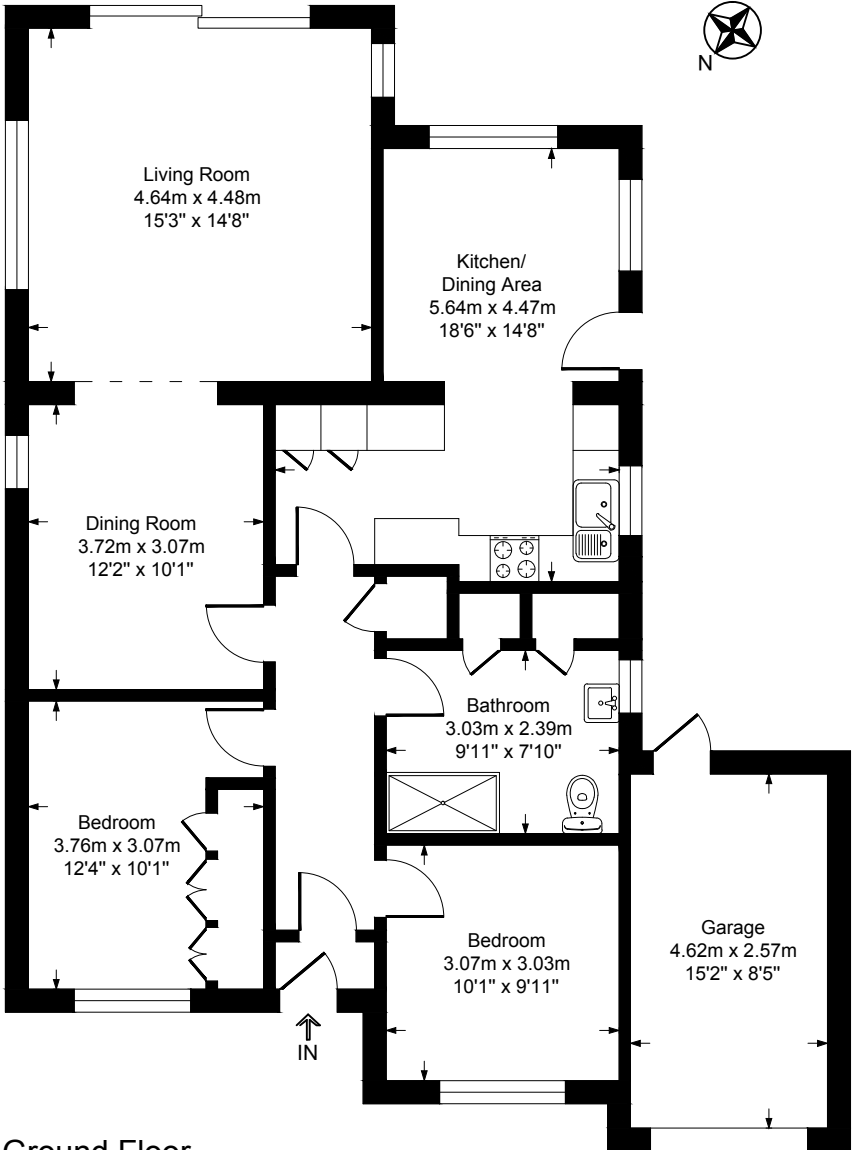 N
Living Room
4.64m x 4.48m
15'3" x 14'8"
Kitchen/
Dining Area
5.64m x 4.47m
18'6" x 14'8"
Dining Room
3.72m x 3.07m
12'2" x 10'1"
Bathroom
3.03m x 2.39m
9'11" x 7'10"
Bedroom
3.76m x 3.07m
12'4" x 10'1"
Bedroom
3.07m x 3.03m
10'1" x 9'11"
Garage
4.62m x 2.57m
15'2" x 8'5"
IN
Ground Floor